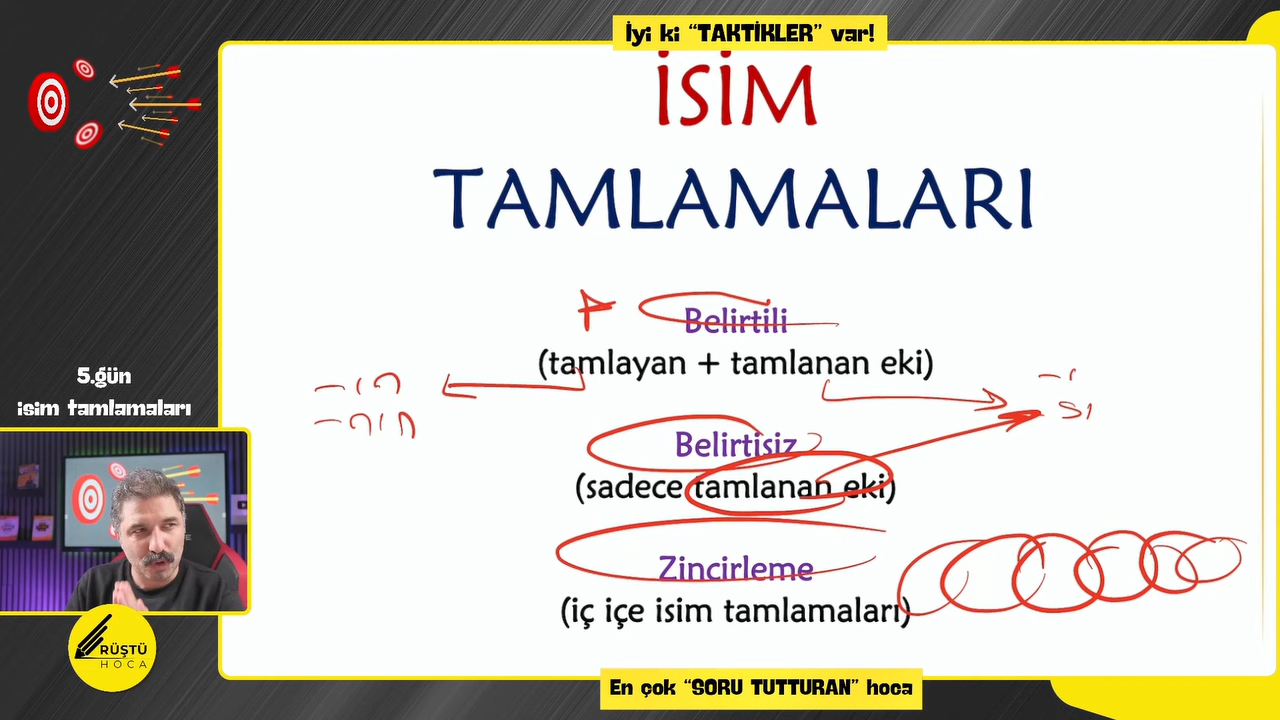 İyi ki “TAKTİKLER” var!
İSİM
TAMLAMALARI
Belirtili
(tamlayan + tamlanan eki)
-ın
-nın
-ı
sı
Belirtisiz
(sadece tamlanan eki)
Zincirleme
(iç içe isim tamlamaları)
5.gün
isim tamlamaları
RÜŞTÜ
HOCA
En çok “SORU TUTTURAN” hoca